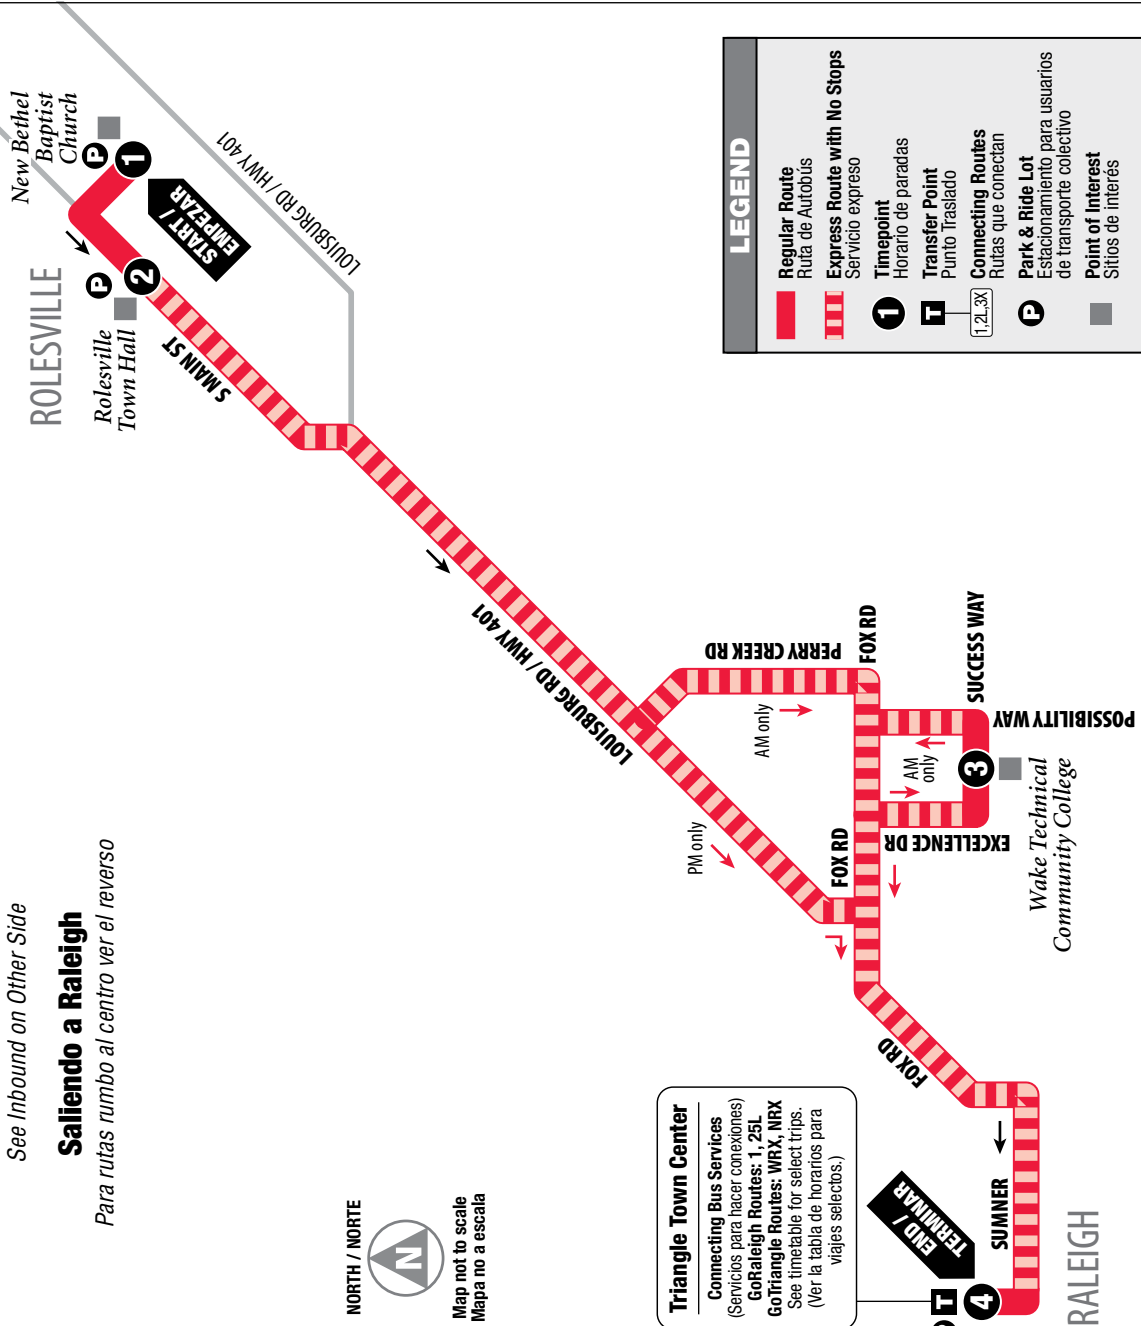 See Inbound on Other Side
Saliendo a Raleigh
Para rutas rumbo al centro ver el reverso
NORTH / NORTE
N
Map not to scale
Mapa no a escala
ROLESVILLE
New Bethel
Baptist
Church
P
1
START /
EMPEZAR
P
2
Rolesville
Town Hall
S MAIN ST
LOUISBURG RD / HWY 401
LOUISBURG RD / HWY 401
PERRY CREEK RD
AM only
PM only
FOX RD
FOX RD
SUCCESS WAY
POSSIBILITY WAY
AM
only
3
EXCELLENCE DR
Wake Technical
Community College
FOX RD
SUMNER
END /
TERMINAR
T
4
RALEIGH
Triangle Town Center
Connecting Bus Services
(Servicios para hacer conexiones)
GoRaleigh Routes: 1, 25L
GoTriangle Routes: WRX, NRX
See timetable for select trips.
(Ver la tabla de horarios para
viajes selectos.)
LEGEND
Regular Route
Ruta de Autobús
Express Route with No Stops
Servicio expreso
1
Timepoint
Horario de paradas
T
Transfer Point
Punto Traslado
1,2L,3X
Connecting Routes
Rutas que conectan
P
Park & Ride Lot
Estacionamiento para usuarios
de transporte colectivo
Point of Interest
Sitios de interés